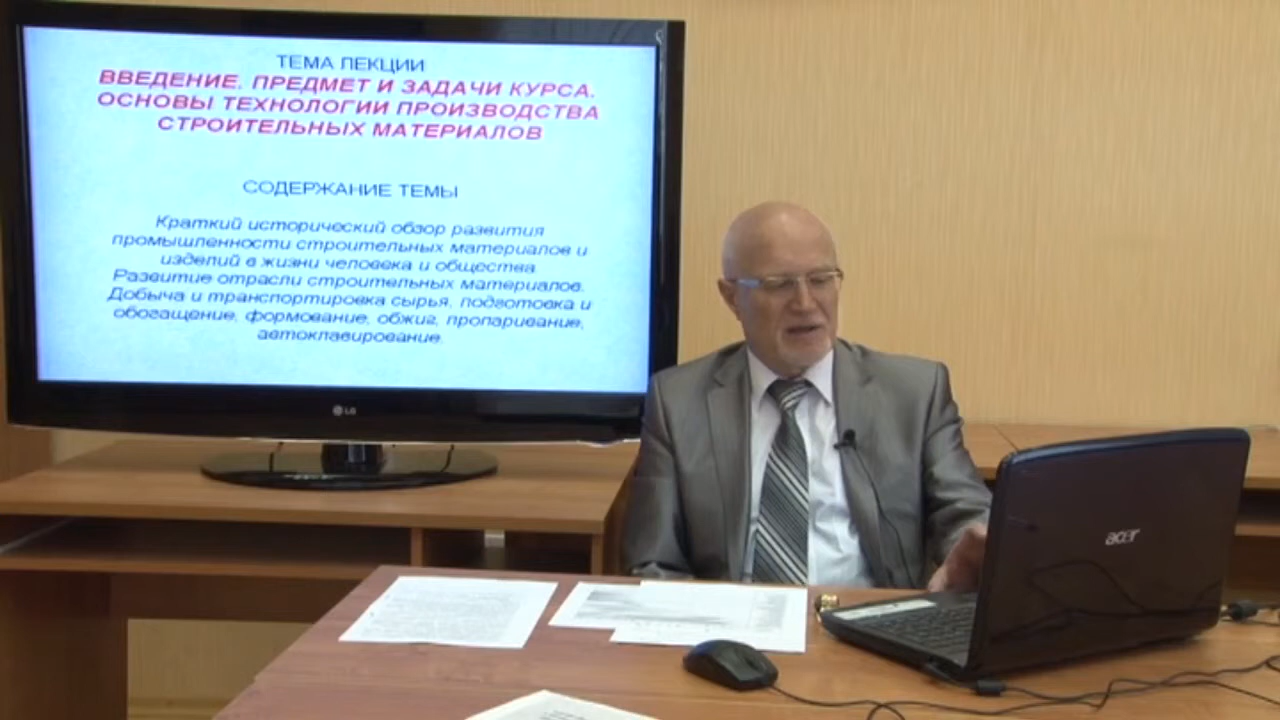 ТЕМА ЛЕКЦИИ
ВВЕДЕНИЕ. ПРЕДМЕТ И ЗАДАЧИ КУРСА.
ОСНОВЫ ТЕХНОЛОГИИ ПРОИЗВОДСТВА
СТРОИТЕЛЬНЫХ МАТЕРИАЛОВ
СОДЕРЖАНИЕ ТЕМЫ
Краткий исторический обзор развития
промышленности строительных материалов и
изделий в жизни человека и общества
Развитие отрасли строительных материалов.
Добыча и транспортировка сырья, подготовка и
обогащение, формование, обжиг, пропаривание,
автоклавирование.
LG
acer